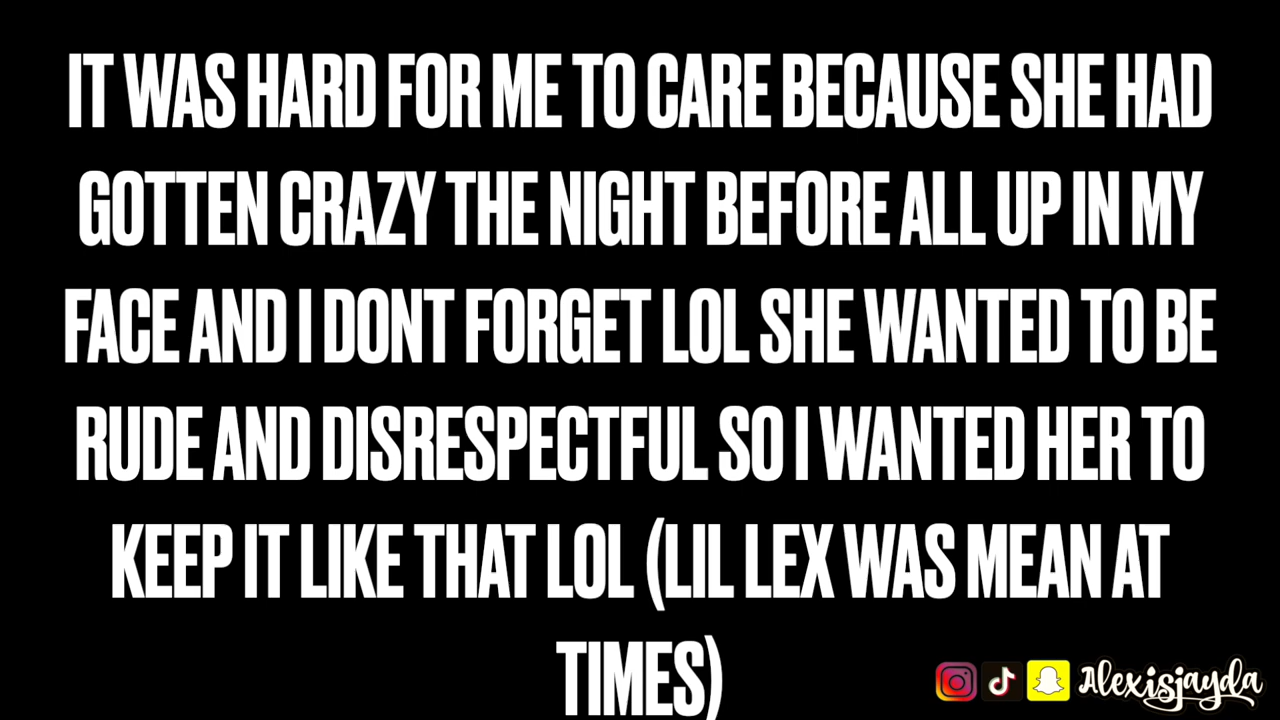 IT WAS HARD FOR ME TO CARE BECAUSE SHE HAD
GOTTEN CRAZY THE NIGHT BEFORE ALL UP IN MY
FACE AND I DONT FORGET LOL SHE WANTED TO BE
RUDE AND DISRESPECTFUL SO I WANTED HER TO
KEEP IT LIKE THAT LOL (LIL LEX WAS MEAN AT
TIMES)
Alexisjayda